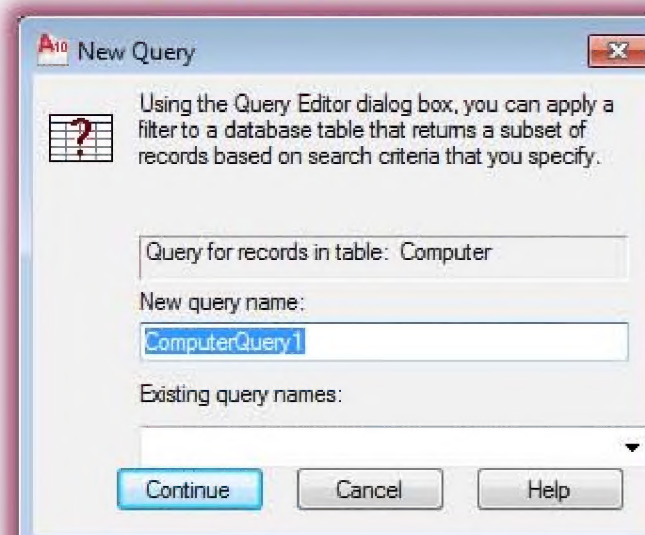 A10 New Query
Using the Query Editor dialog box, you can apply a
filter to a database table that returns a subset of
records based on search criteria that you specify.
Query for records in table: Computer
New query name:
ComputerQuery1
Existing query names:
Continue Cancel Help